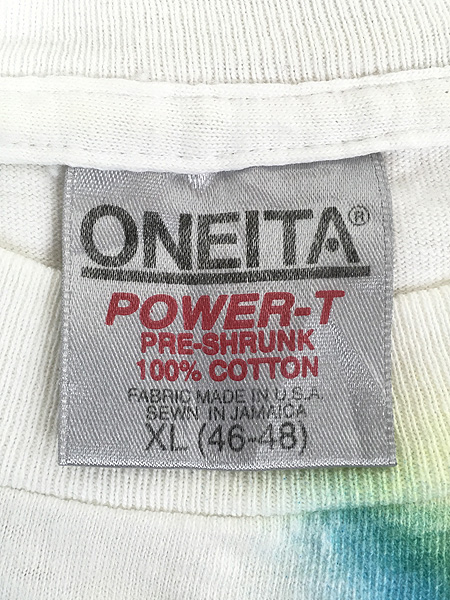 ONEITA®
POWER-T
PRE-SHRUNK
100% COTTON
FABRIC MADE IN U.S.A.
SEWN IN JAMAICA
XL (46-48)